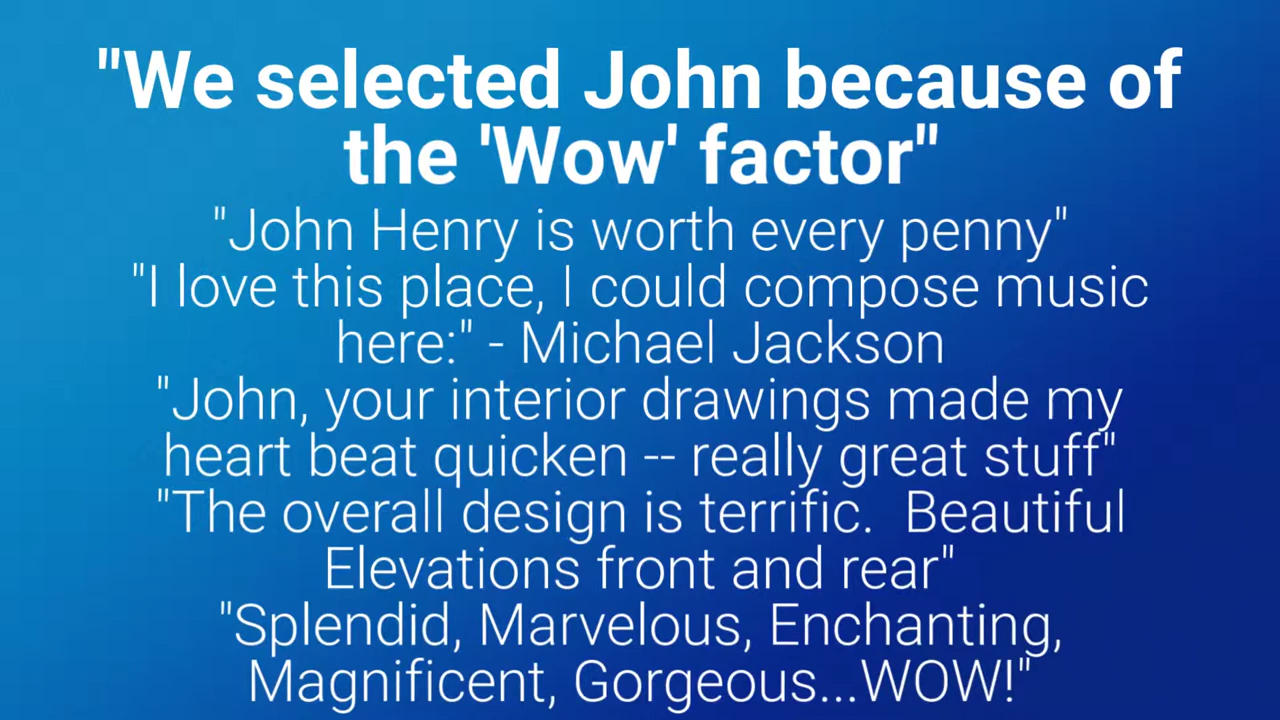 "We selected John because of
the 'Wow' factor"
"John Henry is worth every penny"
"I love this place, I could compose music
here:" - Michael Jackson
"John, your interior drawings made my
heart beat quicken -- really great stuff"
"The overall design is terrific.  Beautiful
Elevations front and rear"
"Splendid, Marvelous, Enchanting,
Magnificent, Gorgeous...WOW!"